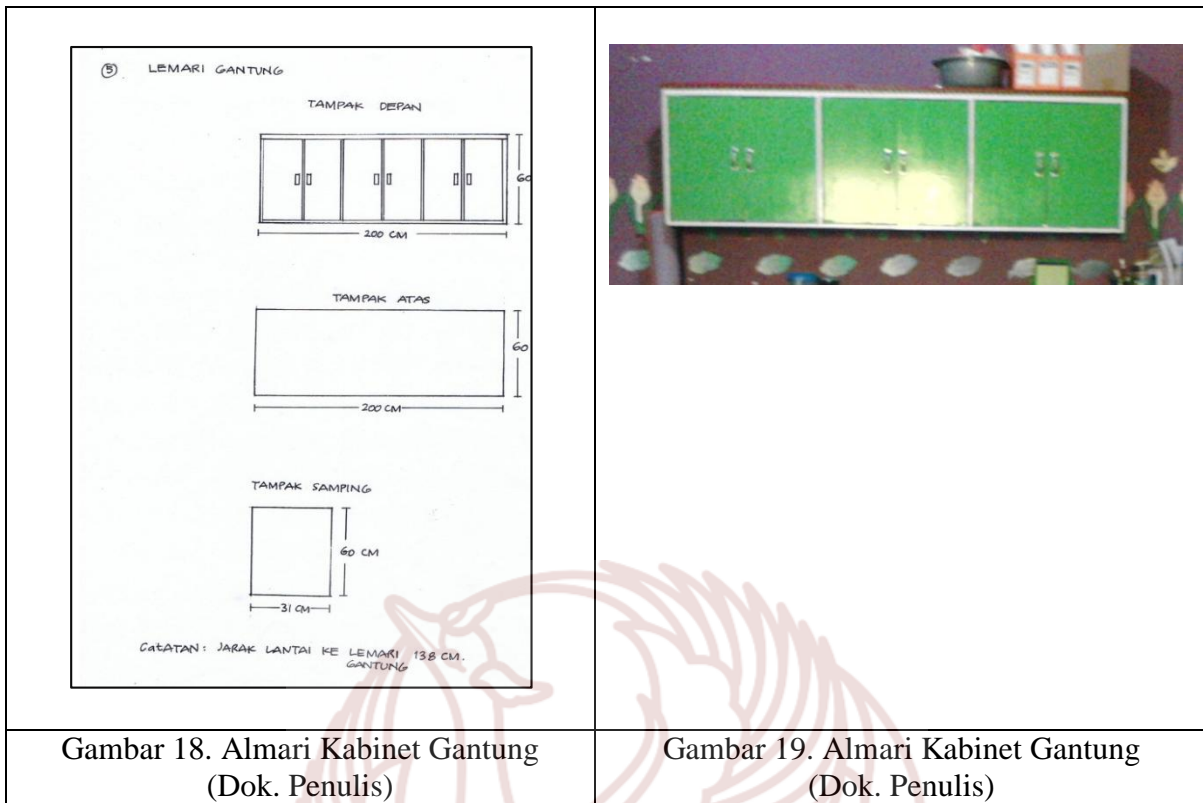 5 LEMARI GANTUNG
TAMPAK DEPAN
60
200 CM
TAMPAK ATAS
60
200 CM
TAMPAK SAMPING
60 CM
31 CM
CatATAN: JARAK LANTAI KE LEMARI 138 CM.
GANTUNG
Gambar 18. Almari Kabinet Gantung
(Dok. Penulis)
Gambar 19. Almari Kabinet Gantung
(Dok. Penulis)